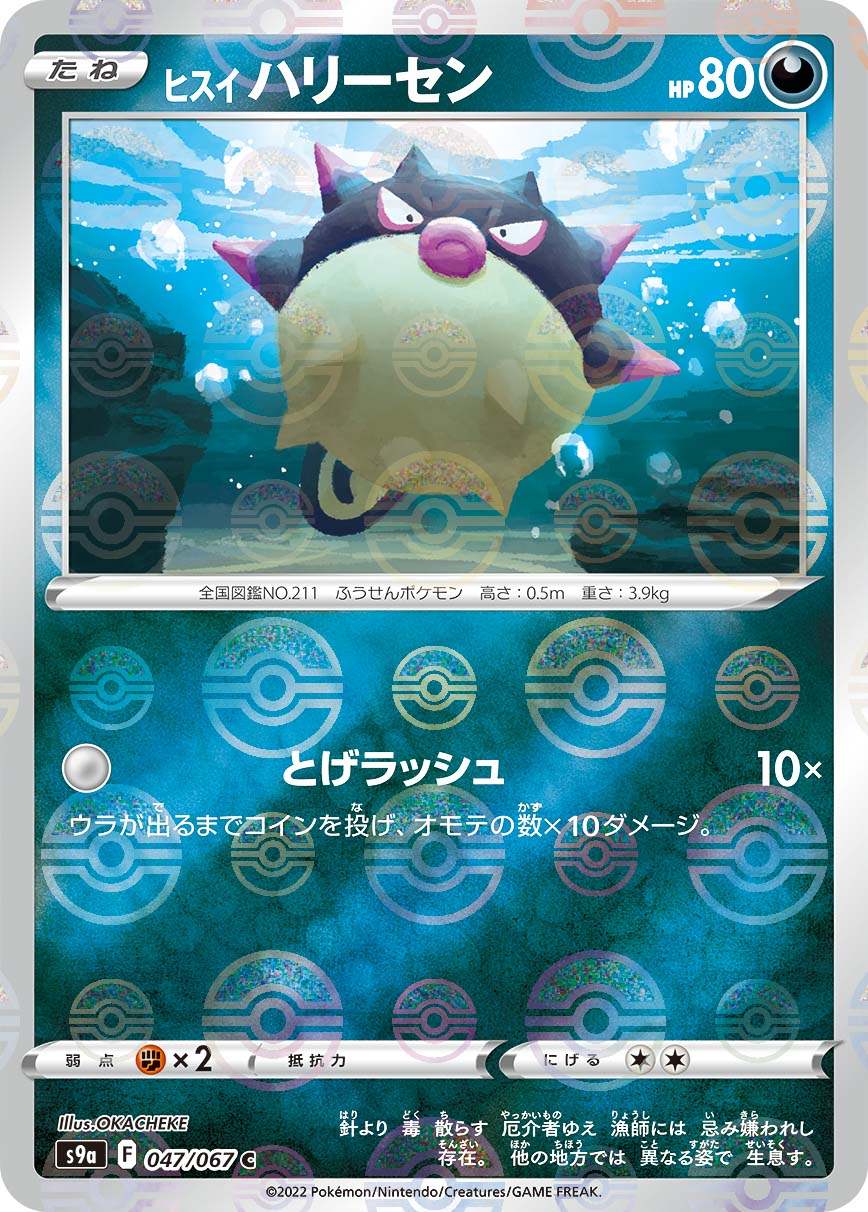 たね
ヒスイ ハリーセン
HP80
全国図鑑NO.211 ふうせんポケモン 高さ:0.5m 重さ:3.9kg
とげラッシュ 10×
ウラが出るまでコインを投げ、オモテの数×10ダメージ。
弱点 ×2 抵抗力 にげる
Illus.OKACHEKE
針より 毒 散らす 厄介者ゆえ 漁師には 忌み嫌われし
存在。 他の地方では 異なる姿で 生息す。
s9a F 047/067 C
©2022 Pokémon/Nintendo/Creatures/GAME FREAK.